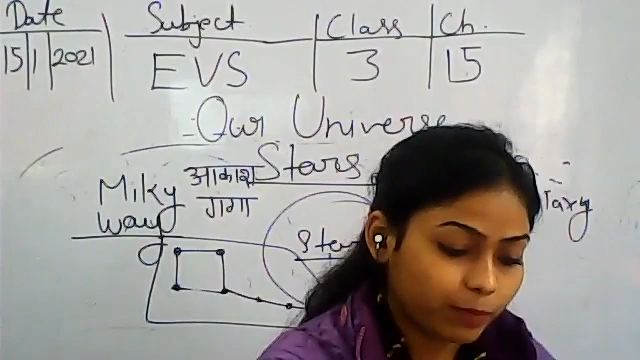 Date Subject Class Ch.
15/1/2021 EVS 3 15
Our Universe
Stars
Miky आकाश
way गंगा